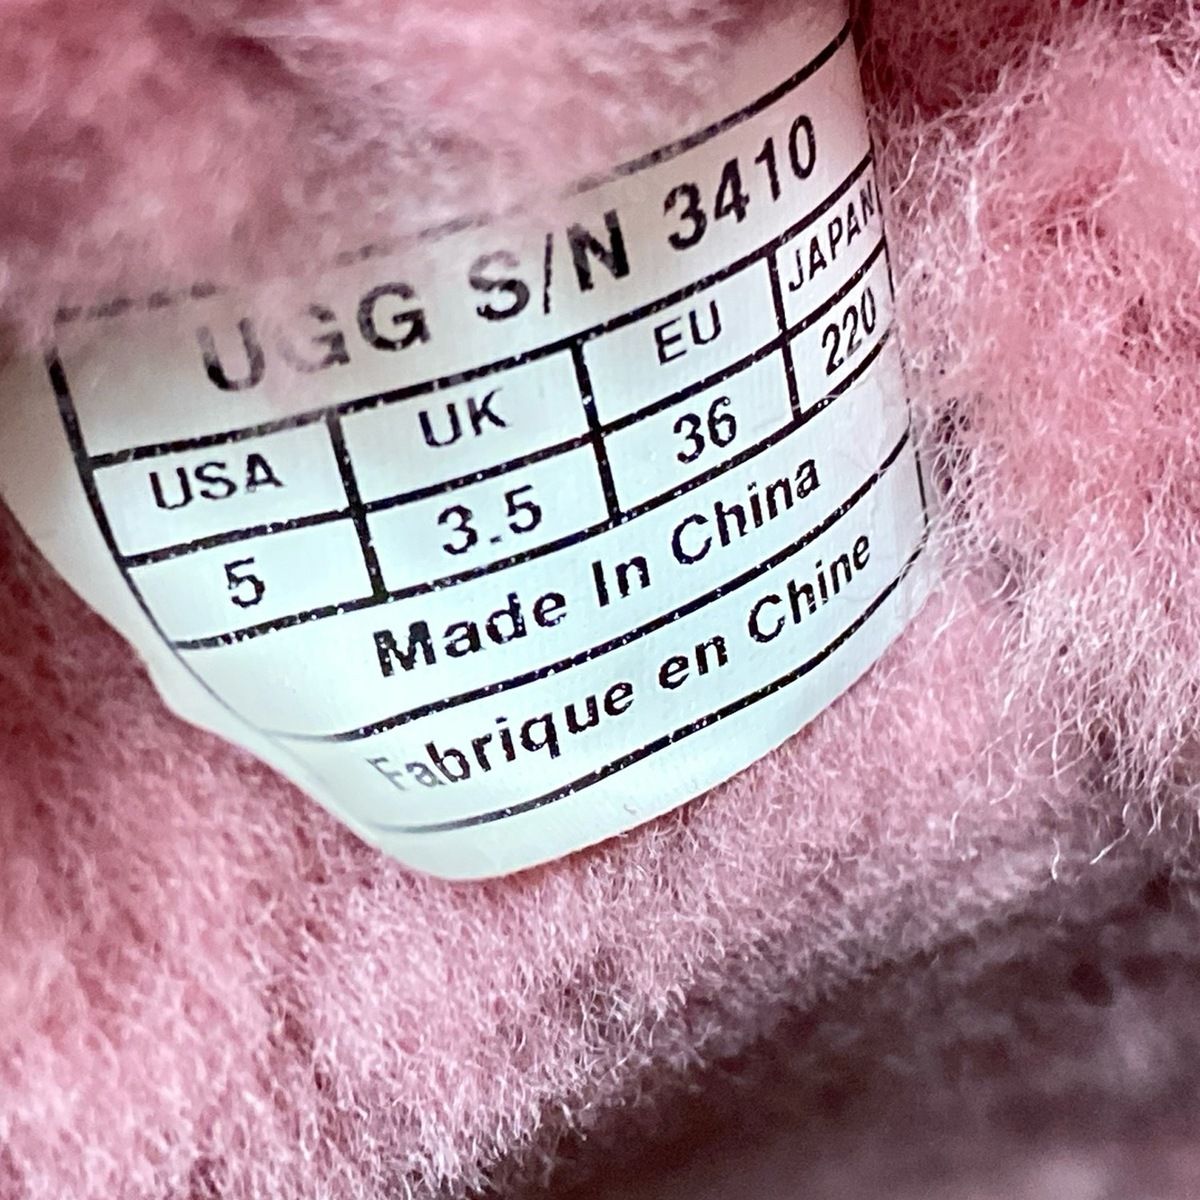 UGG S/N 3410
USA UK EU JAPAN
5 3.5 36 220
Made In China
Fabrique en Chine